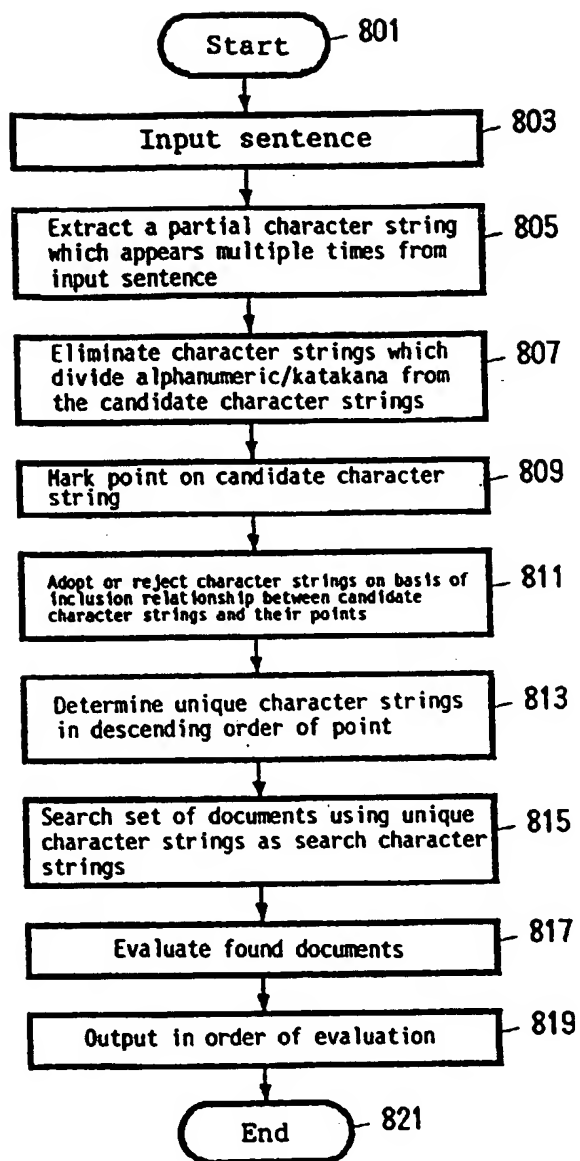 Start
801
Input sentence
803
Extract a partial character string
which appears multiple times from
input sentence
805
Eliminate character strings which
divide alphanumeric/katakana from
the candidate character strings
807
Mark point on candidate character
string
809
Adopt or reject character strings on basis of
inclusion relationship between candidate
character strings and their points
811
Determine unique character strings
in descending order of point
813
Search set of documents using unique
character strings as search character
strings
815
Evaluate found documents
817
Output in order of evaluation
819
End
821